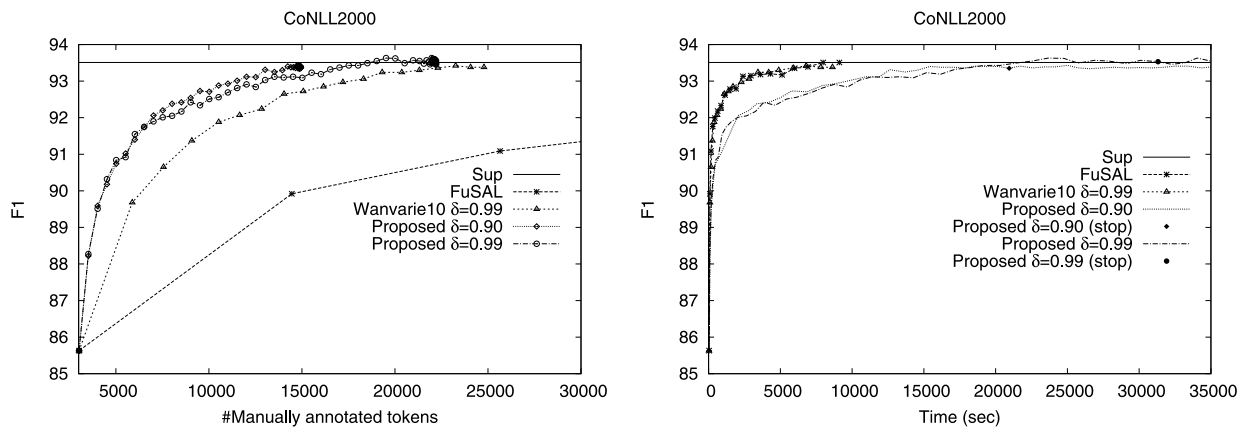 CoNLL2000
94
93
92
91
90
89
88
87
86
85
F1
5000 10000 15000 20000 25000 30000
#Manually annotated tokens
Sup
FuSAL
Wanvarie10 δ=0.99
Proposed δ=0.90
Proposed δ=0.99
CoNLL2000
94
93
92
91
90
89
88
87
86
85
F1
0 5000 10000 15000 20000 25000 30000 35000
Time (sec)
Sup
FuSAL
Wanvarie10 δ=0.99
Proposed δ=0.90
Proposed δ=0.90 (stop)
Proposed δ=0.99
Proposed δ=0.99 (stop)